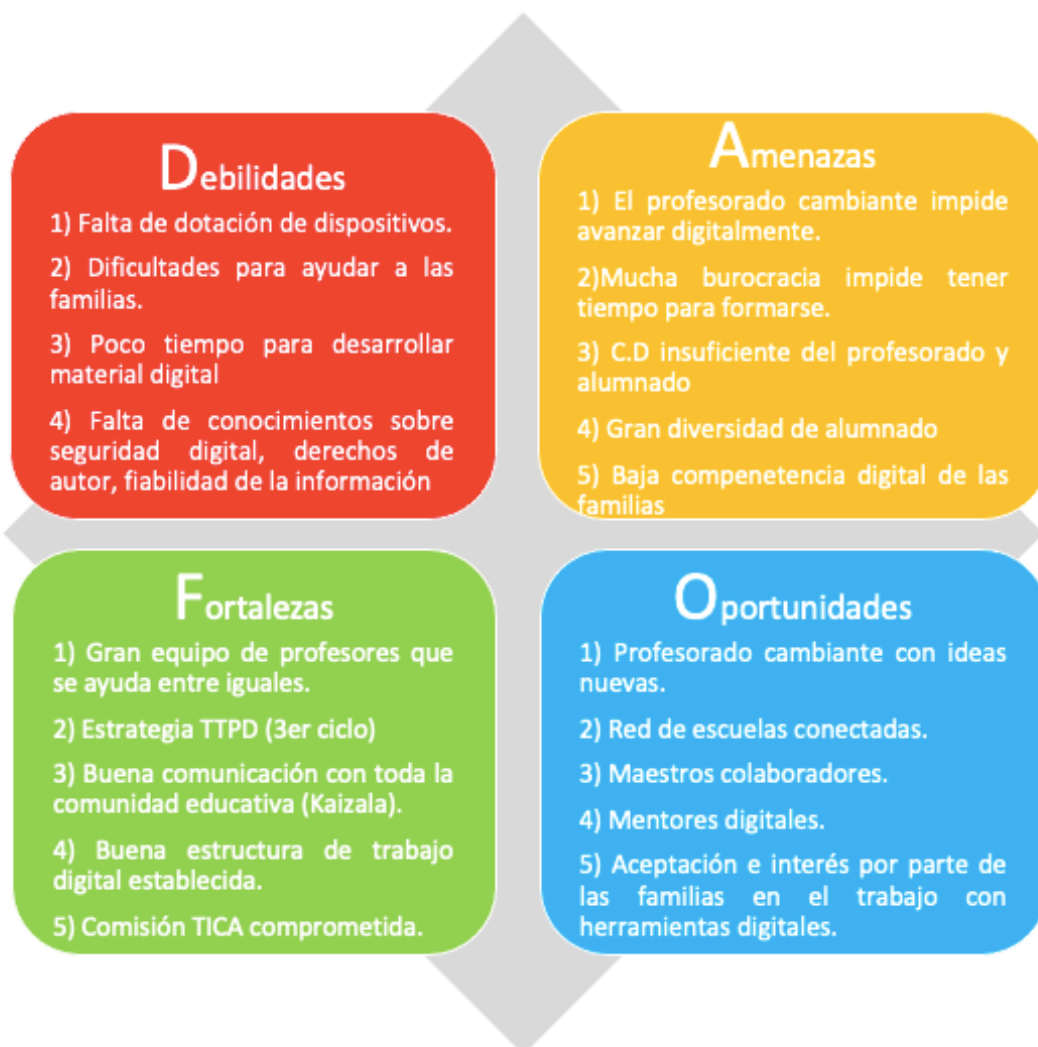 Debilidades
1) Falta de dotación de dispositivos.
2) Dificultades para ayudar a las
familias.
3) Poco tiempo para desarrollar
material digital
4) Falta de conocimientos sobre
seguridad digital, derechos de
autor, fiabilidad de la información
Amenazas
1) El profesorado cambiante impide
avanzar digitalmente.
2)Mucha burocracia impide tener
tiempo para formarse.
3) C.D insuficiente del profesorado y
alumnado
4) Gran diversidad de alumnado
5) Baja compenetencia digital de las
familias
Fortalezas
1) Gran equipo de profesores que
se ayuda entre iguales.
2) Estrategia TTPD (3er ciclo)
3) Buena comunicación con toda la
comunidad educativa (Kaizala).
4) Buena estructura de trabajo
digital establecida.
5) Comisión TICA comprometida.
Oportunidades
1) Profesorado cambiante con ideas
nuevas.
2) Red de escuelas conectadas.
3) Maestros colaboradores.
4) Mentores digitales.
5) Aceptación e interés por parte de
las familias en el trabajo con
herramientas digitales.